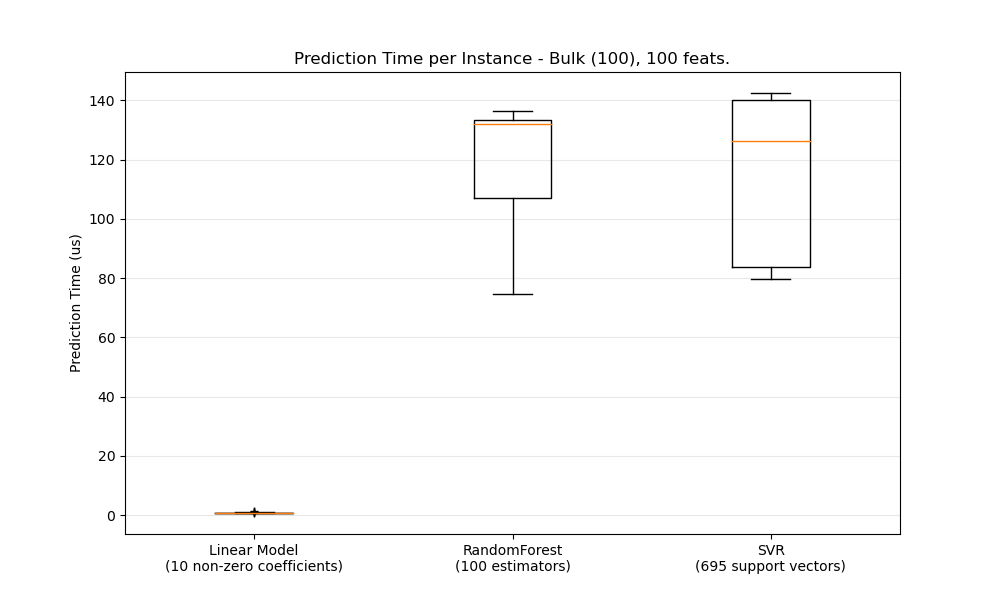 Prediction Time per Instance - Bulk (100), 100 feats.
Prediction Time (us)
140
120
100
80
60
40
20
0
Linear Model
(10 non-zero coefficients)
RandomForest
(100 estimators)
SVR
(695 support vectors)